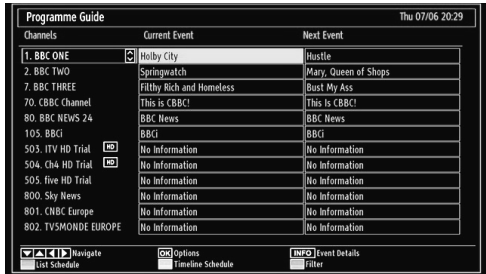 Programme Guide Thu 07/06 20:29
Channels Current Event Next Event
1. BBC ONE Holby City Hustle
2. BBC TWO Springwatch Mary, Queen of Shops
7. BBC THREE Filthy Rich and Homeless Bust My Ass
70. CBBC Channel This is CBBC! This Is CBBC!
80. BBC NEWS 24 BBC News BBC News
105. BBCi BBCi BBCi
503. ITV HD Trial HD No Information No Information
504. Ch4 HD Trial HD No Information No Information
505. five HD Trial No Information No Information
800. Sky News No Information No Information
801. CNBC Europe No Information No Information
802. TV5MONDE EUROPE No Information No Information
Navigate OK Options INFO Event Details
List Schedule Timeline Schedule Filter